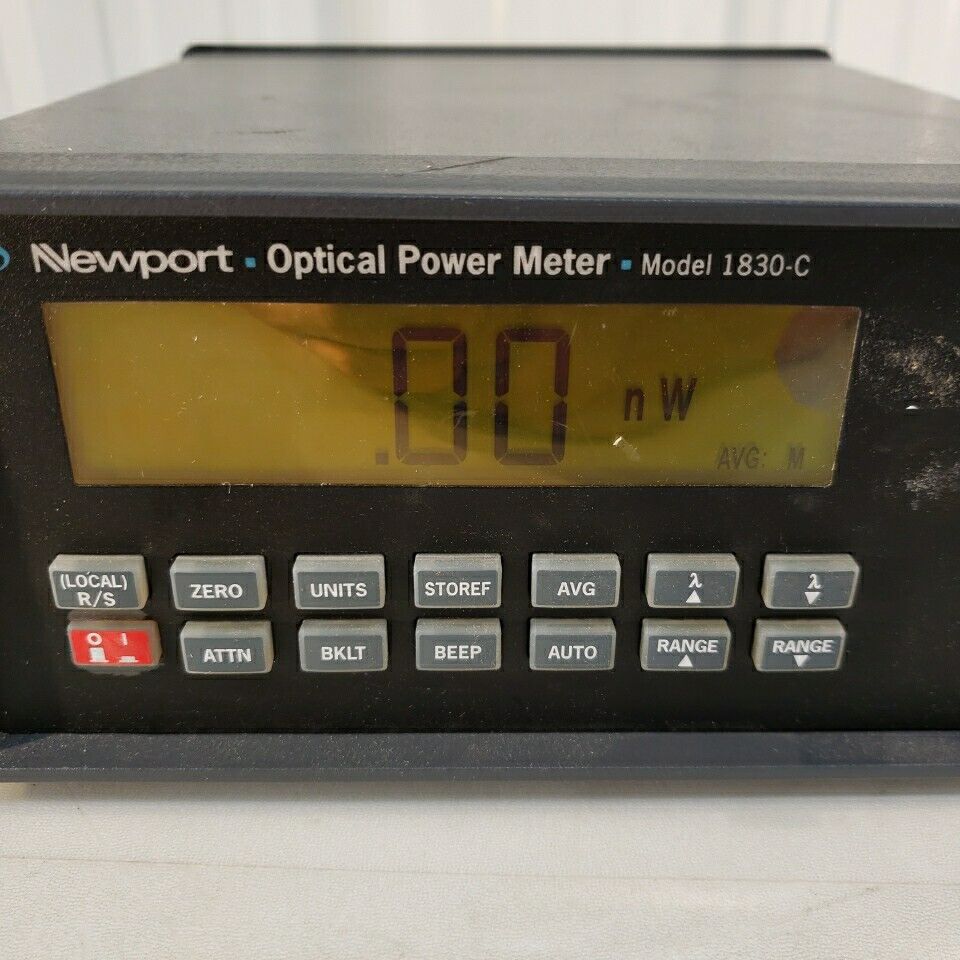 Newport · Optical Power Meter · Model 1830-C
.00 nW
AVG: M
(LOCAL) R/S ZERO UNITS STOREF AVG λ▲ λ▼
ATTN BKLT BEEP AUTO RANGE▲ RANGE▼